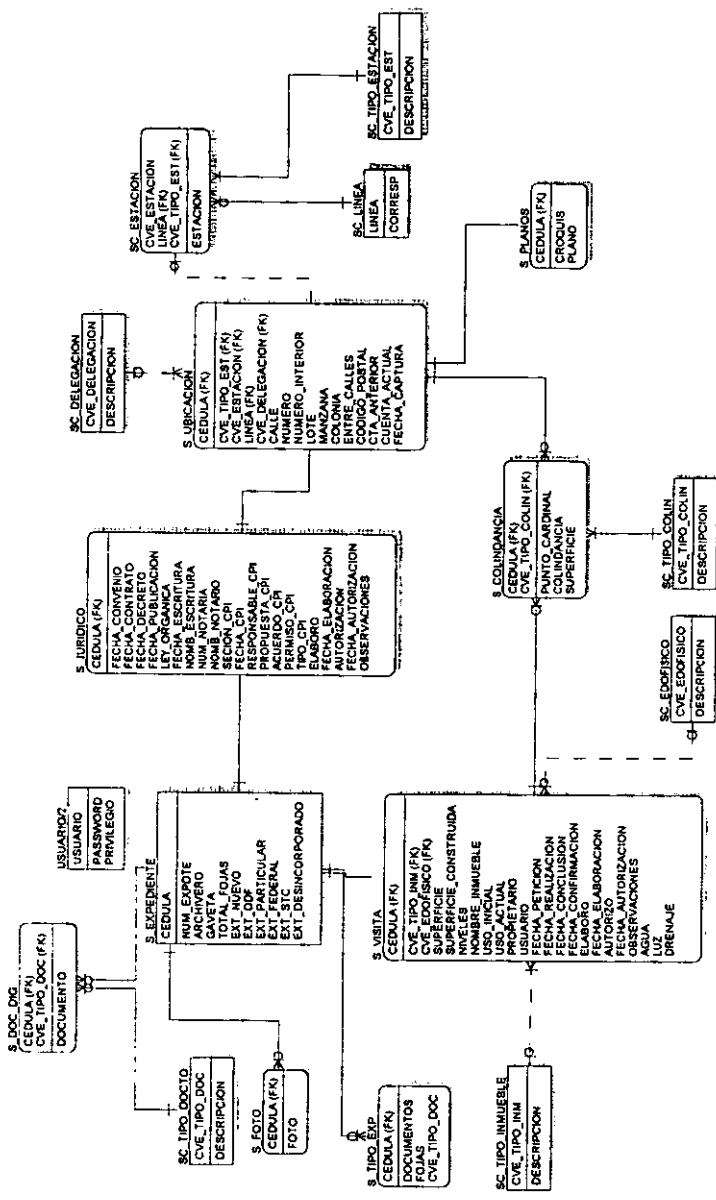 S_DOC_DIG
CEDULA (FK)
CVE_TIPO_DOC (FK)
DOCUMENTO
SC_TIPO_DOCTO
CVE_TIPO_DOC
DESCRIPCION
S_FOTO
CEDULA (FK)
FOTO
S_TIPO_EXP
CEDULA (FK)
DOCUMENTOS
FOJAS
CVE_TIPO_DOC
SC_TIPO_INMUEBLE
CVE_TIPO_INM
DESCRIPCION
USUARIO/2
USUARIO
PASSWORD
PRIVILEGIO
S_EXPEDIENTE
CEDULA
NUM_EXPDTE
ARCHIVERO
GAVETA
TOTAL_FOJAS
EXT_NUEVO
EXT_DDF
EXT_PARTICULAR
EXT_FEDERAL
EXT_STC
EXT_DESINCORPORADO
S_VISITA
CEDULA (FK)
CVE_TIPO_INM (FK)
CVE_EDOFISICO (FK)
SUPERFICIE
SUPERFICIE_CONSTRUIDA
NIVELES
NOMBRE_INMUEBLE
USO_INICIAL
USO_ACTUAL
PROPIETARIO
USUARIO
FECHA_PETICION
FECHA_REALIZACION
FECHA_CONCLUSION
FECHA_CONFIRMACION
ELABORO
FECHA_ELABORACION
AUTORIZO
FECHA_AUTORIZACION
OBSERVACIONES
AGUA
LUZ
DRENAJE
S_JURIDICO
CEDULA (FK)
FECHA_CONVENIO
FECHA_CONTRATO
FECHA_DECRETO
FECHA_PUBLICACION
LEY_ORGANICA
FECHA_ESCRITURA
NOMB_ESCRITURA
NUM_NOTARIA
NOMB_NOTARIO
SECION_CPI
FECHA_CPI
RESPONSABLE_CPI
PROPUESTA_CPI
ACUERDO_CPI
PERMISO_CPI
TIPO_CPI
ELABORO
FECHA_ELABORACION
AUTORIZACION
FECHA_AUTORIZACION
OBSERVACIONES
SC_EDOFISICO
CVE_EDOFISICO
DESCRIPCION
S_COLINDANCIA
CEDULA (FK)
CVE_TIPO_COLIN (FK)
PUNTO_CARDINAL
COLINDANCIA
SUPERFICIE
SC_TIPO_COLIN
CVE_TIPO_COLIN
DESCRIPCION
SC_DELEGACION
CVE_DELEGACION
DESCRIPCION
S_UBICACION
CEDULA (FK)
CVE_TIPO_EST (FK)
CVE_ESTACION (FK)
LINEA (FK)
CVE_DELEGACION (FK)
CALLE
NUMERO
NUMERO_INTERIOR
LOTE
MANZANA
COLONIA
ENTRE_CALLES
CODIGO_POSTAL
CTA_ANTERIOR
CUENTA_ACTUAL
FECHA_CAPTURA
S_PLANOS
CEDULA (FK)
CROQUIS
PLANO
SC_ESTACION
CVE_ESTACION
LINEA (FK)
CVE_TIPO_EST (FK)
ESTACION
SC_LINEA
LINEA
CORRESP
SC_TIPO_ESTACION
CVE_TIPO_EST
DESCRIPCION